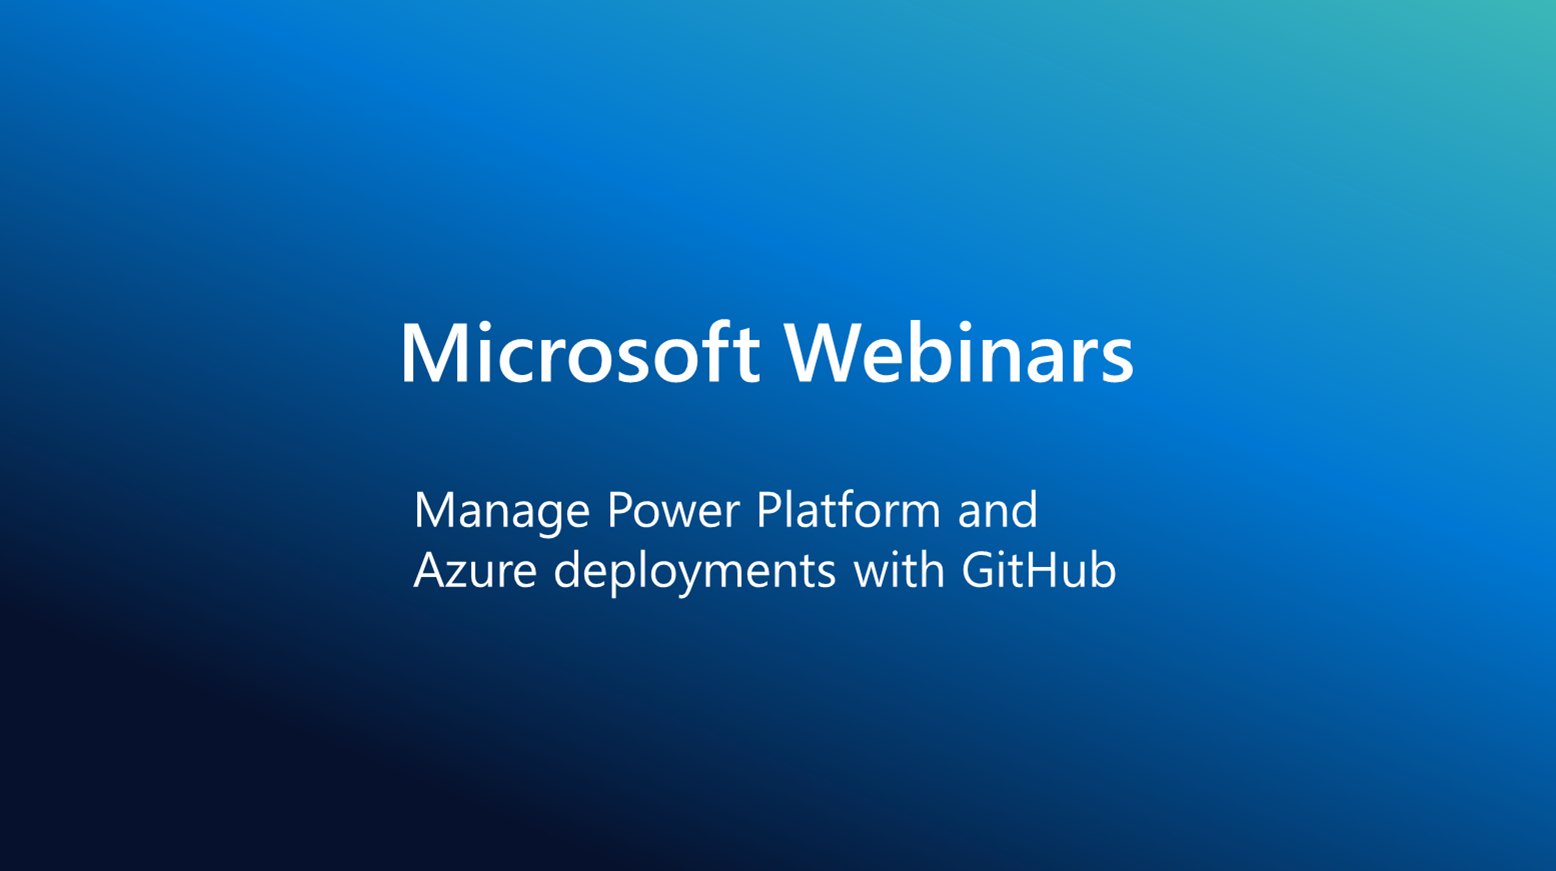 Microsoft Webinars
Manage Power Platform and
Azure deployments with GitHub